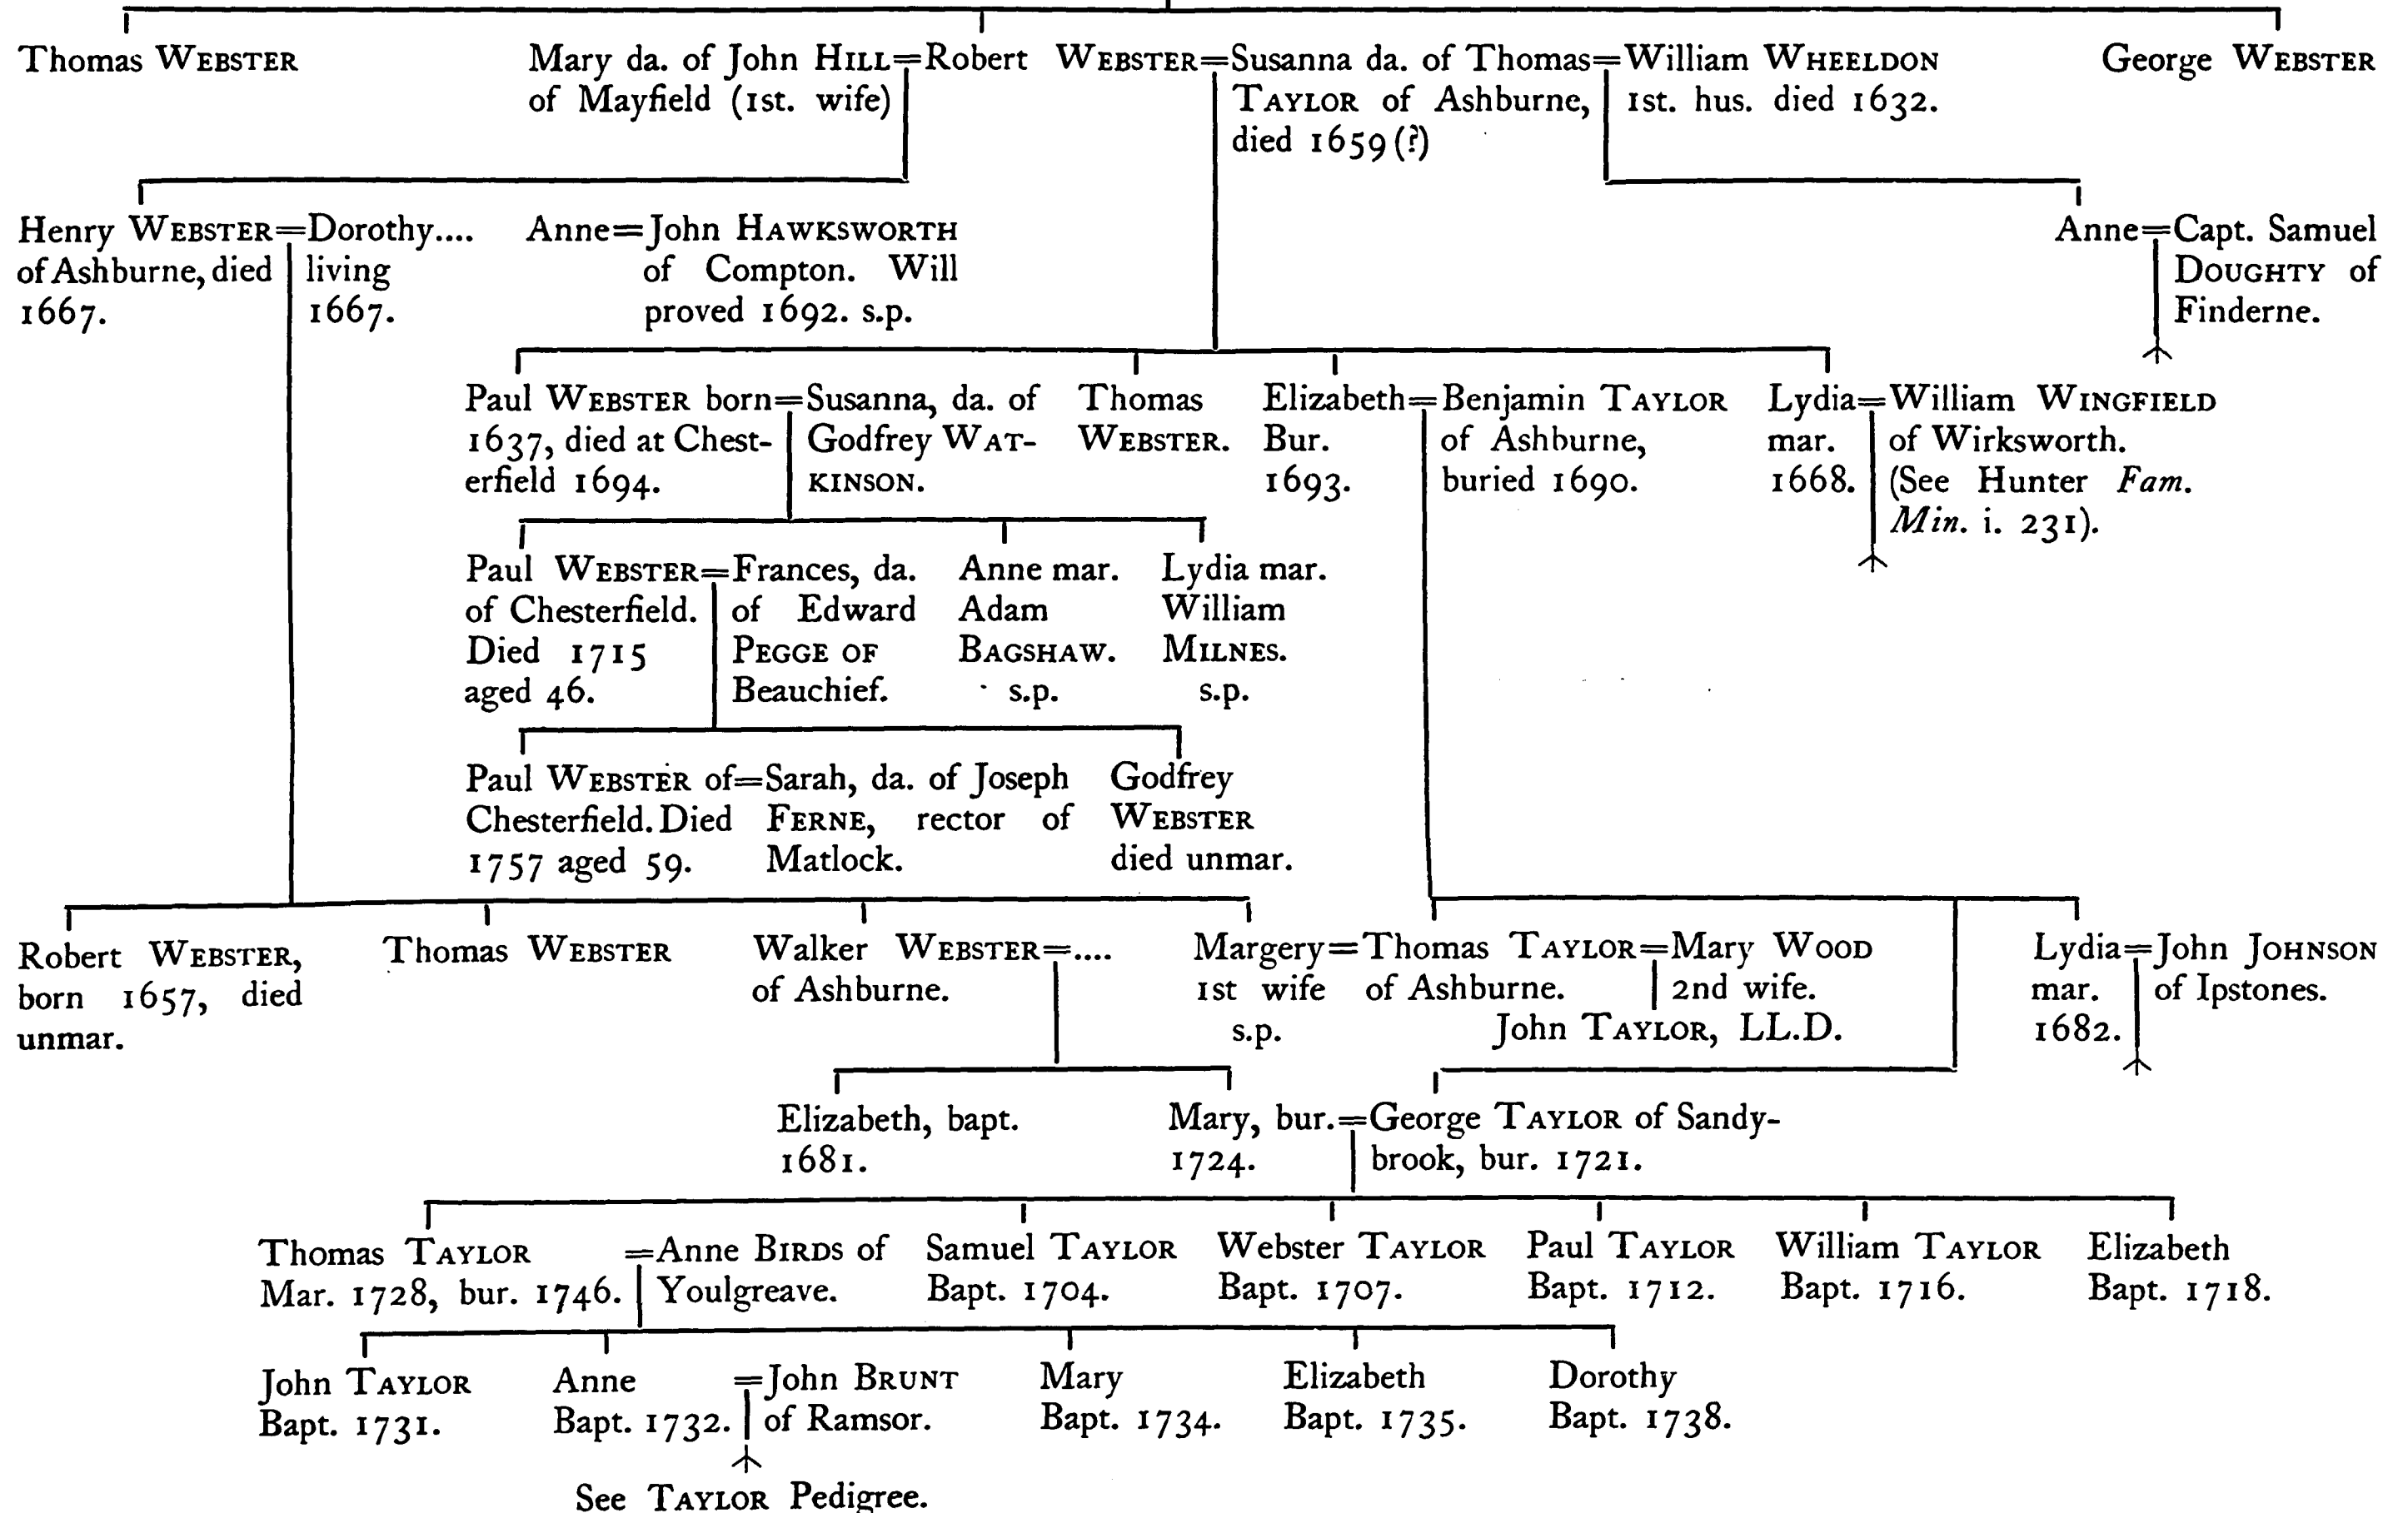 Thomas WEBSTER
Mary da. of John HILL=Robert WEBSTER=Susanna da. of Thomas=William WHEELDON
of Mayfield (1st. wife)
TAYLOR of Ashburne,
died 1659 (?)
1st. hus. died 1632.
George WEBSTER
Henry WEBSTER=Dorothy....
of Ashburne, died
1667.
living
1667.
Anne=John HAWKSWORTH
of Compton. Will
proved 1692. s.p.
Anne=Capt. Samuel
DOUGHTY of
Finderne.
Paul WEBSTER born=Susanna, da. of
1637, died at Chest-
erfield 1694.
Godfrey WAT-
KINSON.
Thomas
WEBSTER.
Elizabeth=Benjamin TAYLOR
Bur.
1693.
of Ashburne,
buried 1690.
Lydia=William WINGFIELD
mar.
1668.
of Wirksworth.
(See Hunter Fam.
Min. i. 231).
Paul WEBSTER=Frances, da.
of Chesterfield.
Died 1715
aged 46.
of Edward
PEGGE OF
Beauchief.
Anne mar.
Adam
BAGSHAW.
s.p.
Lydia mar.
William
MILNES.
s.p.
Paul WEBSTER of=Sarah, da. of Joseph
Chesterfield. Died
1757 aged 59.
FERNE, rector of
Matlock.
Godfrey
WEBSTER
died unmar.
Robert WEBSTER,
born 1657, died
unmar.
Thomas WEBSTER
Walker WEBSTER=....
of Ashburne.
Margery=Thomas TAYLOR=Mary WOOD
1st wife
s.p.
of Ashburne.
2nd wife.
John TAYLOR, LL.D.
Lydia=John JOHNSON
mar.
1682.
of Ipstones.
Elizabeth, bapt.
1681.
Mary, bur.=George TAYLOR of Sandy-
1724.
brook, bur. 1721.
Thomas TAYLOR =Anne BIRDS of
Mar. 1728, bur. 1746.
Youlgreave.
Samuel TAYLOR
Bapt. 1704.
Webster TAYLOR
Bapt. 1707.
Paul TAYLOR
Bapt. 1712.
William TAYLOR
Bapt. 1716.
Elizabeth
Bapt. 1718.
John TAYLOR
Bapt. 1731.
Anne =John BRUNT
Bapt. 1732.
of Ramsor.
Mary
Bapt. 1734.
Elizabeth
Bapt. 1735.
Dorothy
Bapt. 1738.
See TAYLOR Pedigree.